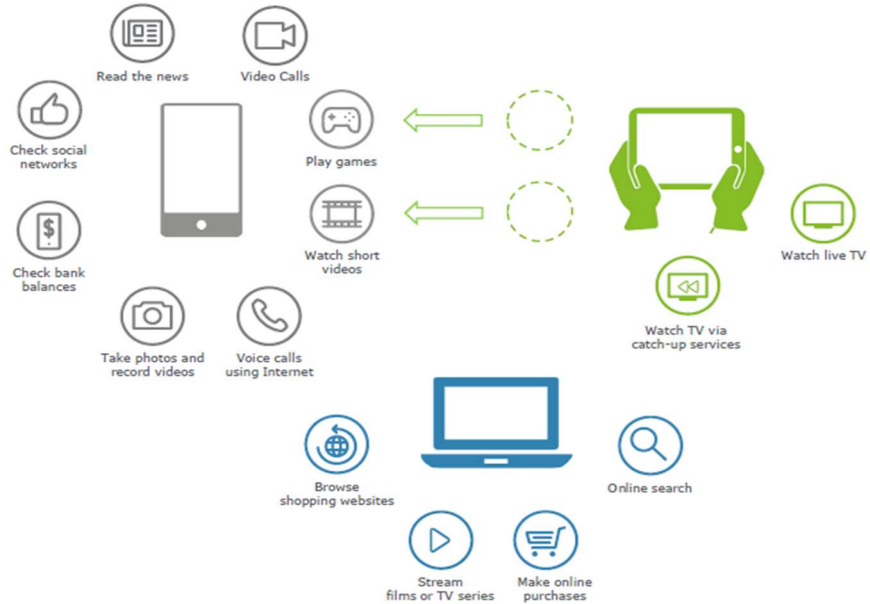 Read the news
Video Calls
Check social
networks
Play games
Watch short
videos
Check bank
balances
$
Take photos and
record videos
Voice calls
using Internet
Watch live TV
Watch TV via
catch-up services
Browse
shopping websites
Online search
Stream
films or TV series
Make online
purchases